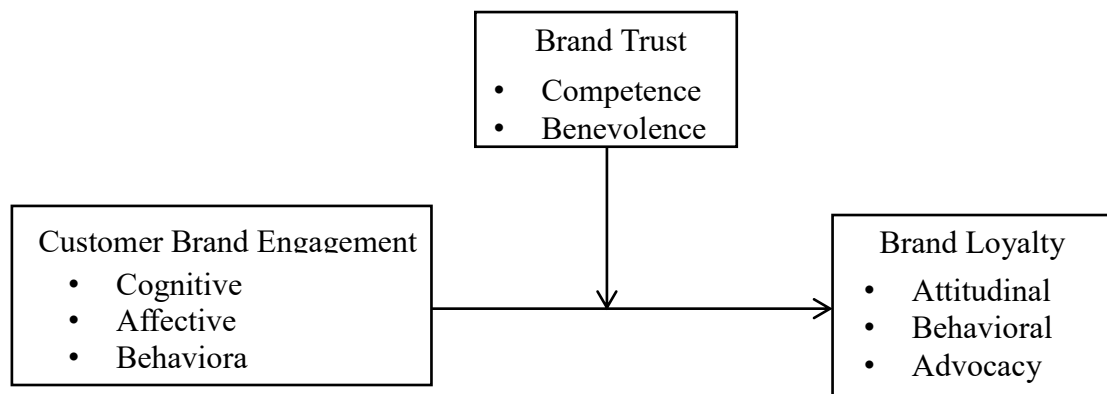 Brand Trust
• Competence
• Benevolence
Customer Brand Engagement
• Cognitive
• Affective
• Behaviora
Brand Loyalty
• Attitudinal
• Behavioral
• Advocacy